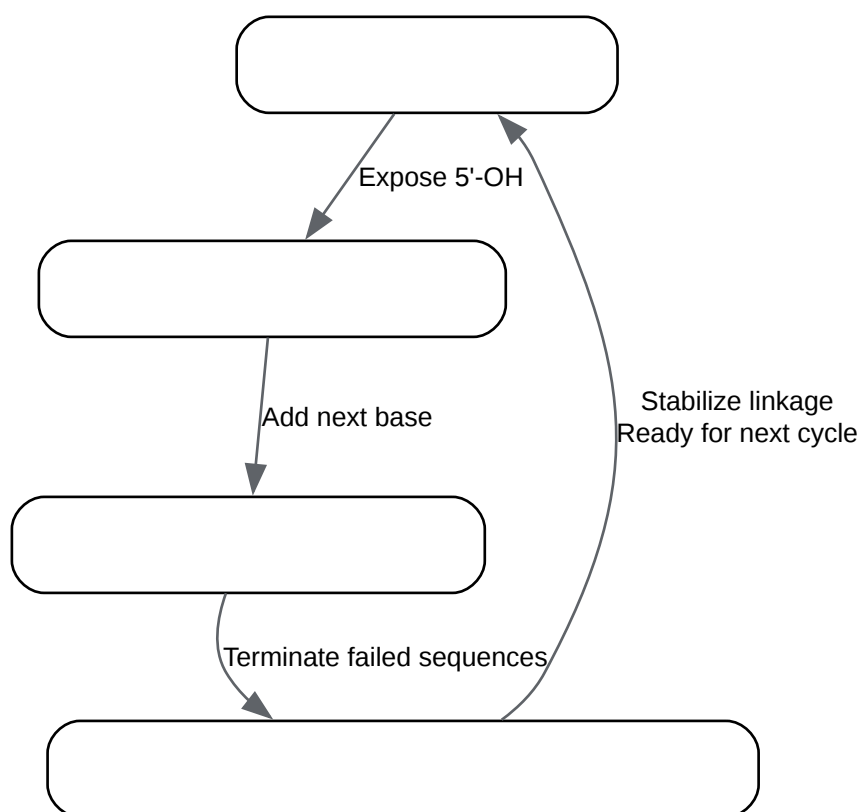 Expose 5'-OH
Add next base
Stabilize linkage
Ready for next cycle
Terminate failed sequences